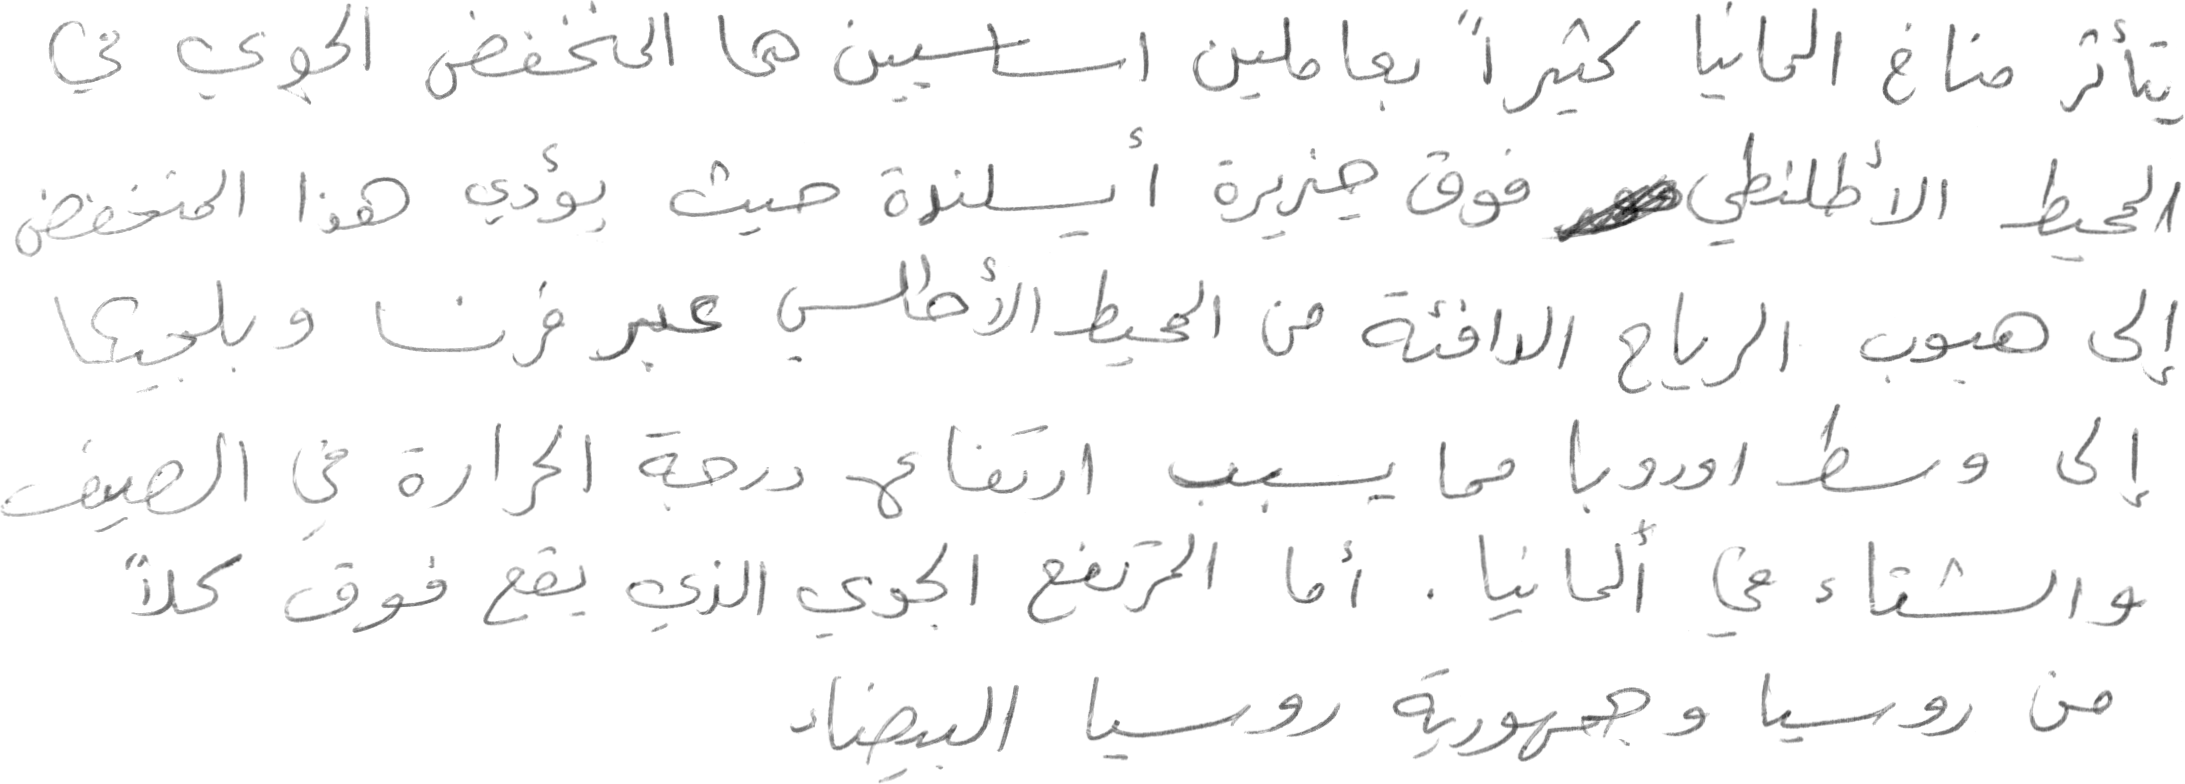 يتأثر مناخ المانيا كثيراً بعاملين اساسيين هما المنخفض الجوي في
المحيط الأطلنطي فوق جزيرة أيسلندة حيث يؤدي هذا المنخفض
إلى هبوب الرياح الدافئة من المحيط الأطلسي عبر فرنسا وبلجيكا
إلى وسط اوروبا مما يسبب ارتفاع درجة الحرارة في الصيف
والشتاء في ألمانيا. أما المرتفع الجوي الذي يقع فوق كلاً
من روسيا وجمهورية روسيا البيضاء